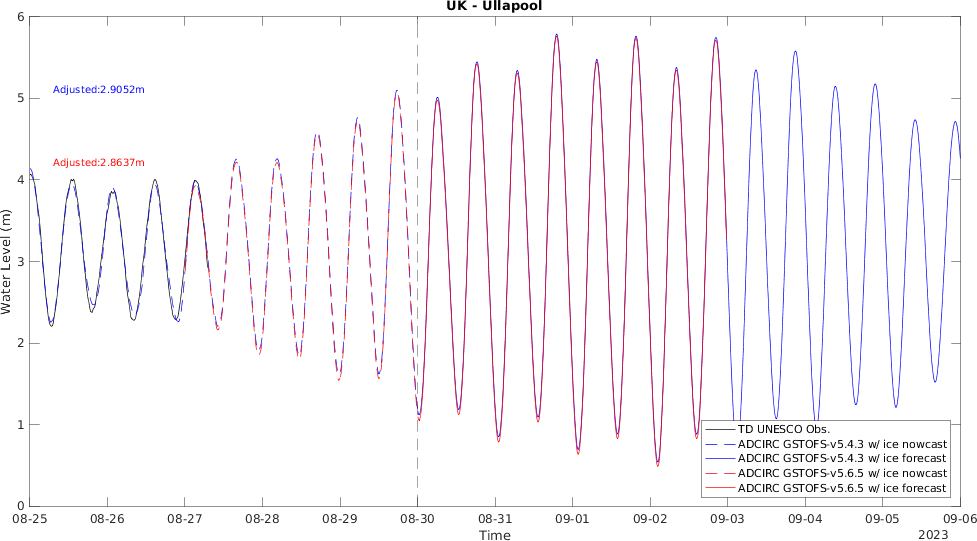 UK - Ullapool
Water Level (m)
6
5
4
3
2
1
0
Adjusted:2.9052m
Adjusted:2.8637m
TD UNESCO Obs.
ADCIRC GSTOFS-v5.4.3 w/ ice nowcast
ADCIRC GSTOFS-v5.4.3 w/ ice forecast
ADCIRC GSTOFS-v5.6.5 w/ ice nowcast
ADCIRC GSTOFS-v5.6.5 w/ ice forecast
08-25 08-26 08-27 08-28 08-29 08-30 08-31 09-01 09-02 09-03 09-04 09-05 09-06
Time
2023